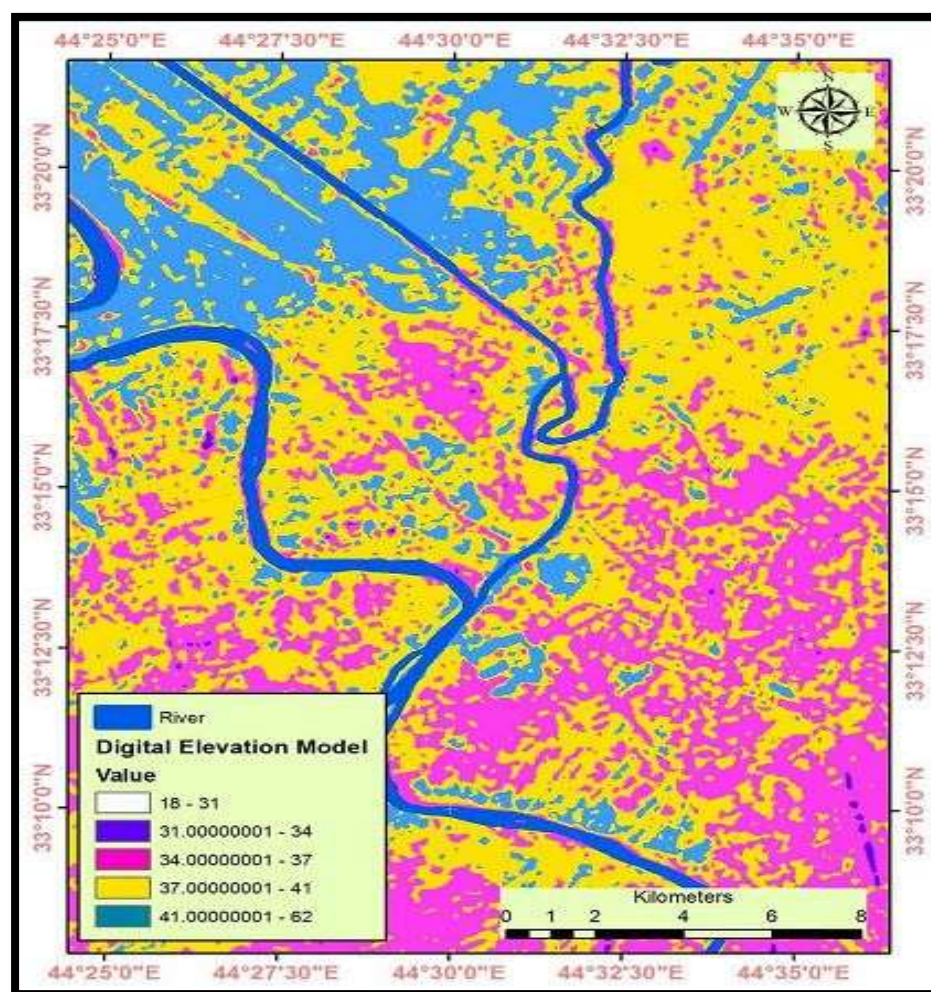 44°25'0"E 44°27'30"E 44°30'0"E 44°32'30"E 44°35'0"E
N
W E
S
33°20'0"N 33°20'0"N
33°17'30"N 33°17'30"N
33°15'0"N 33°15'0"N
33°12'30"N 33°12'30"N
33°10'0"N 33°10'0"N
River
Digital Elevation Model
Value
18 - 31
31.00000001 - 34
34.00000001 - 37
37.00000001 - 41
41.00000001 - 62
Kilometers
0 1 2 4 6 8
44°25'0"E 44°27'30"E 44°30'0"E 44°32'30"E 44°35'0"E